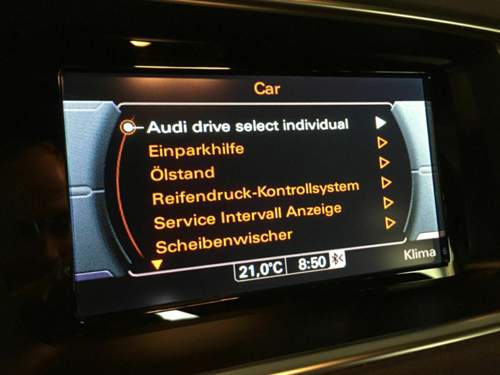 Car
Audi drive select individual
Einparkhilfe
Ölstand
Reifendruck-Kontrollsystem
Service Intervall Anzeige
Scheibenwischer
21,0°C 8:50
Klima